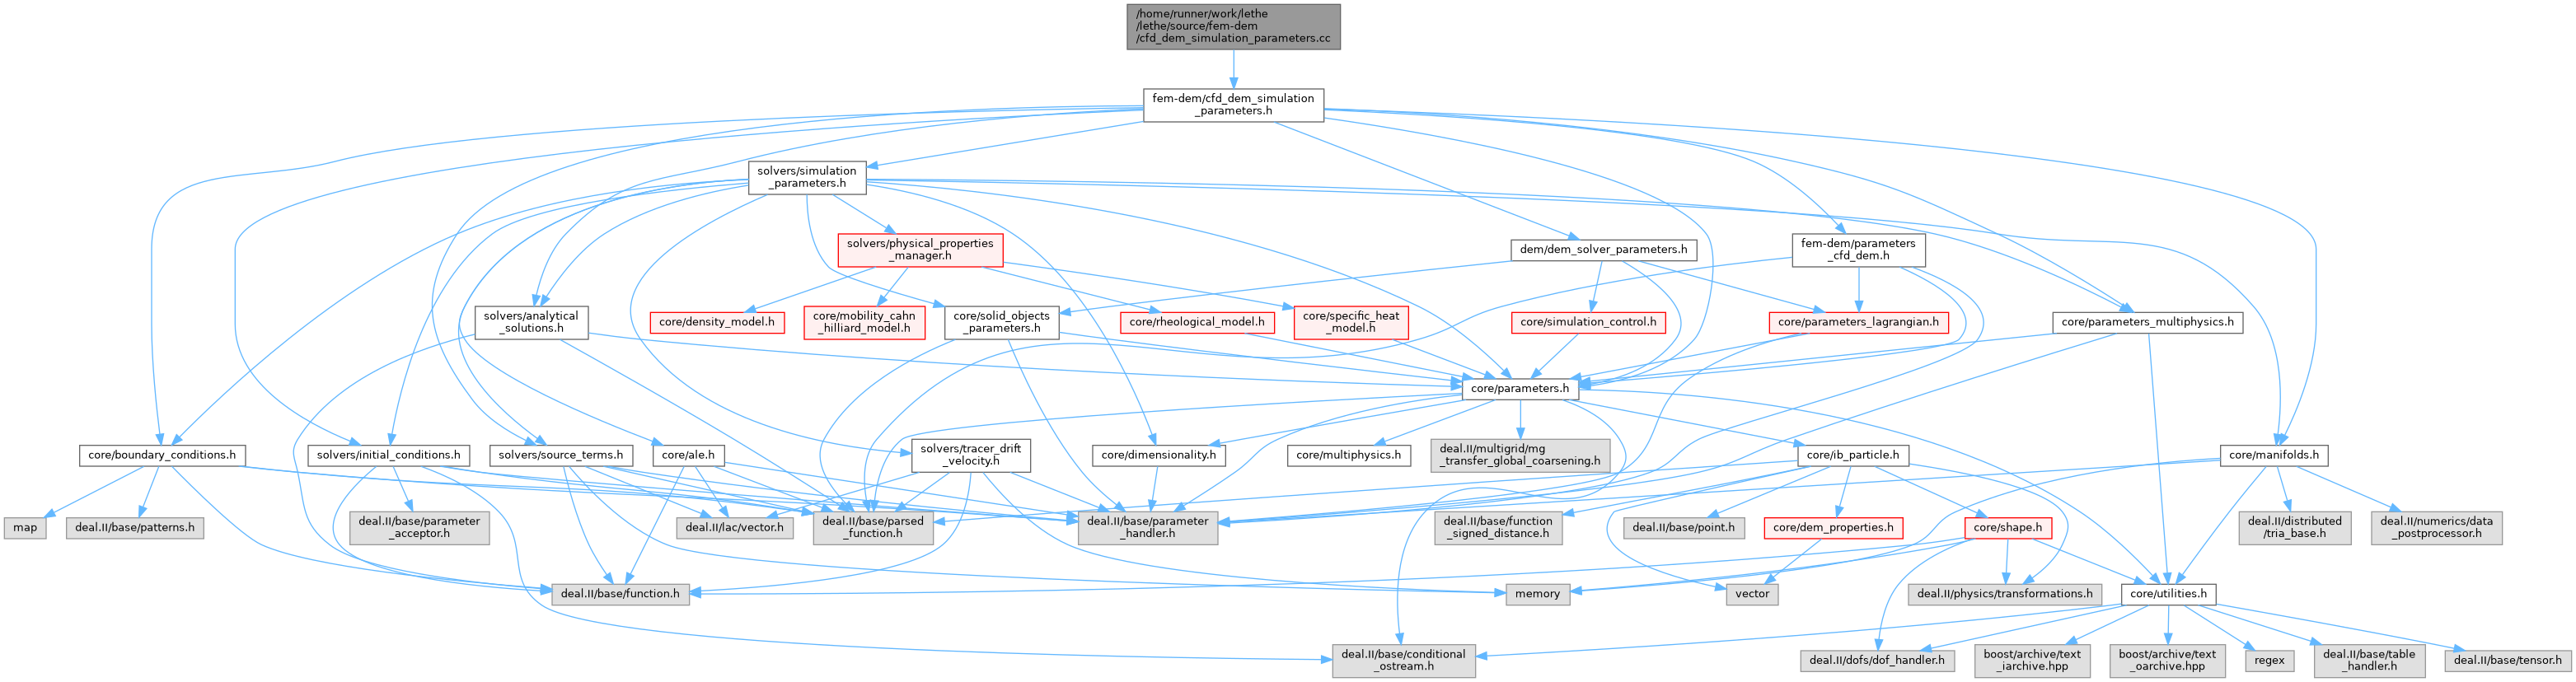 /home/runner/work/lethe
/lethe/source/fem-dem
/cfd_dem_simulation_parameters.cc
fem-dem/cfd_dem_simulation
_parameters.h
solvers/simulation
_parameters.h
solvers/physical_properties
_manager.h
dem/dem_solver_parameters.h
fem-dem/parameters
_cfd_dem.h
solvers/analytical
_solutions.h
core/density_model.h
core/mobility_cahn
_hilliard_model.h
core/solid_objects
_parameters.h
core/rheological_model.h
core/specific_heat
_model.h
core/simulation_control.h
core/parameters_lagrangian.h
core/parameters_multiphysics.h
core/parameters.h
core/boundary_conditions.h
solvers/initial_conditions.h
solvers/source_terms.h
core/ale.h
solvers/tracer_drift
_velocity.h
core/dimensionality.h
core/multiphysics.h
deal.II/multigrid/mg
_transfer_global_coarsening.h
core/ib_particle.h
core/manifolds.h
map
deal.II/base/patterns.h
deal.II/base/parameter
_acceptor.h
deal.II/lac/vector.h
deal.II/base/parsed
_function.h
deal.II/base/parameter
_handler.h
deal.II/base/function
_signed_distance.h
deal.II/base/point.h
core/dem_properties.h
core/shape.h
deal.II/distributed
/tria_base.h
deal.II/numerics/data
_postprocessor.h
deal.II/base/function.h
memory
vector
deal.II/physics/transformations.h
core/utilities.h
deal.II/base/conditional
_ostream.h
deal.II/dofs/dof_handler.h
boost/archive/text
_iarchive.hpp
boost/archive/text
_oarchive.hpp
regex
deal.II/base/table
_handler.h
deal.II/base/tensor.h